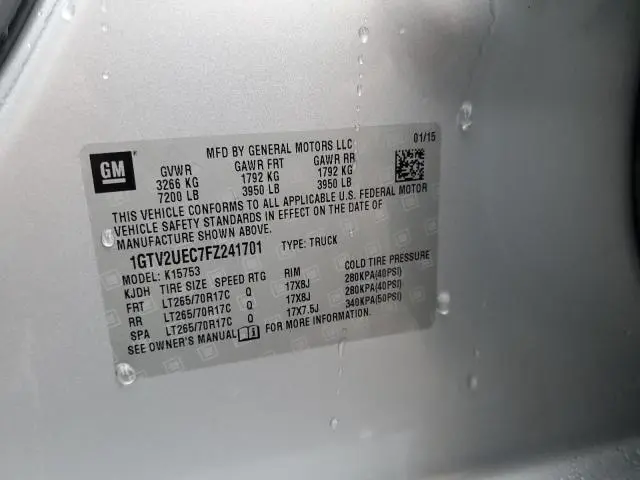 GM
MFD BY GENERAL MOTORS LLC 01/15
GVWR GAWR FRT GAWR RR
3266 KG 1792 KG 1792 KG
7200 LB 3950 LB 3950 LB
THIS VEHICLE CONFORMS TO ALL APPLICABLE U.S. FEDERAL MOTOR
VEHICLE SAFETY STANDARDS IN EFFECT ON THE DATE OF
MANUFACTURE SHOWN ABOVE.
1GTV2UEC7FZ241701 TYPE: TRUCK
MODEL: K15753
KJDH TIRE SIZE SPEED RTG RIM COLD TIRE PRESSURE
FRT LT265/70R17C Q 17X8J 280KPA(40PSI)
RR LT265/70R17C Q 17X8J 280KPA(40PSI)
SPA LT265/70R17C Q 17X7.5J 340KPA(50PSI)
SEE OWNER'S MANUAL FOR MORE INFORMATION.